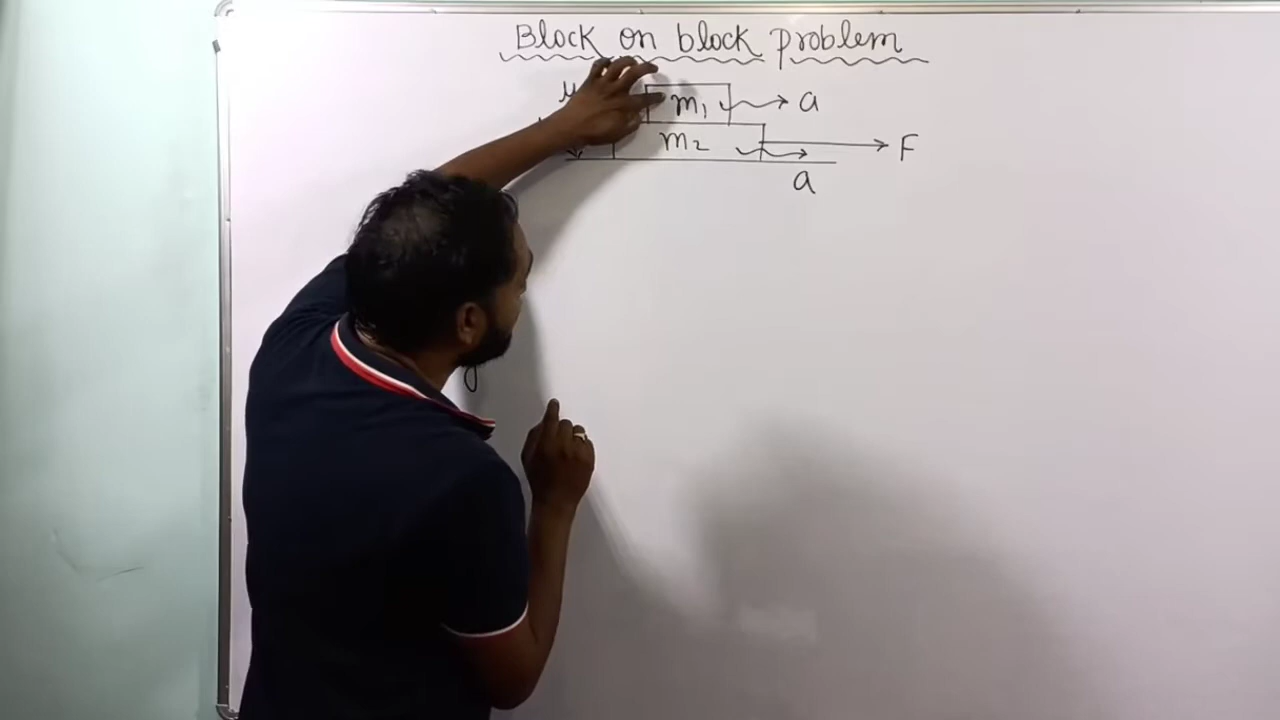 Block on block problem
μ m₁ a
m₂ F
a